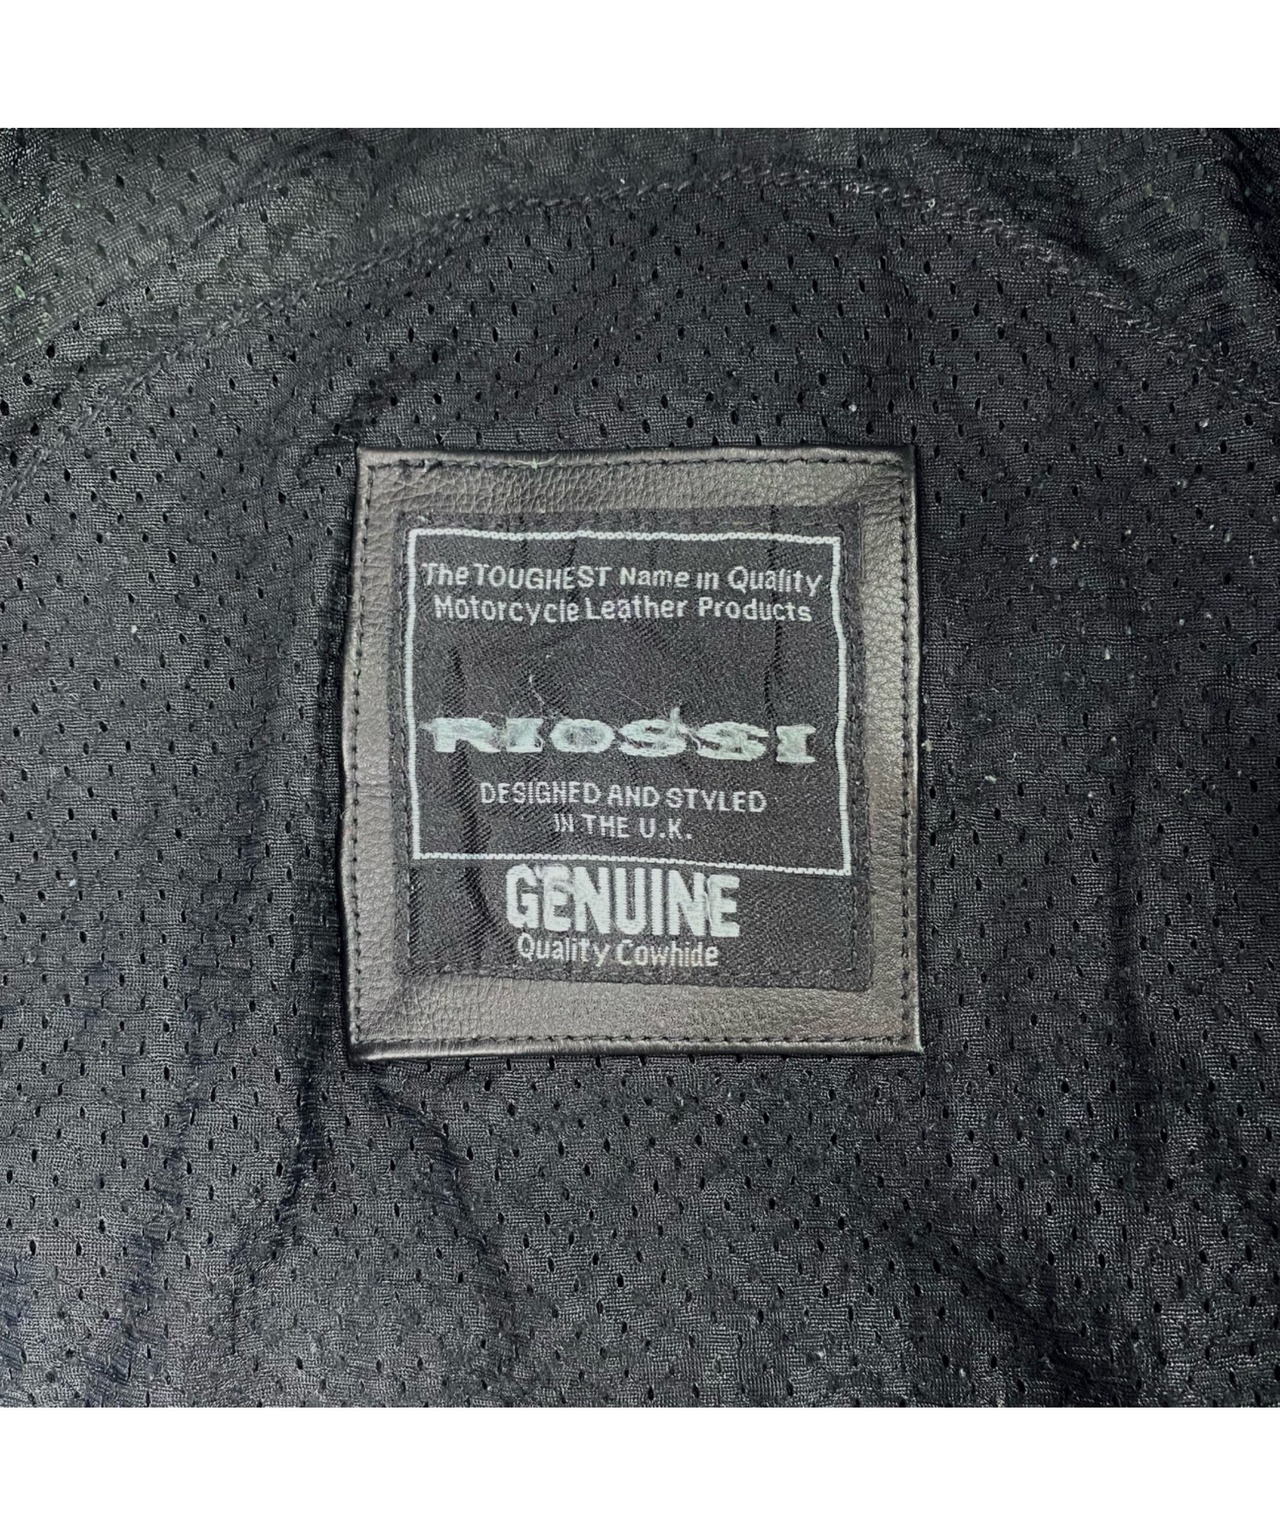 The TOUGHEST Name in Quality
Motorcycle Leather Products
RIOSSI
DESIGNED AND STYLED
IN THE U.K.
GENUINE
Quality Cowhide